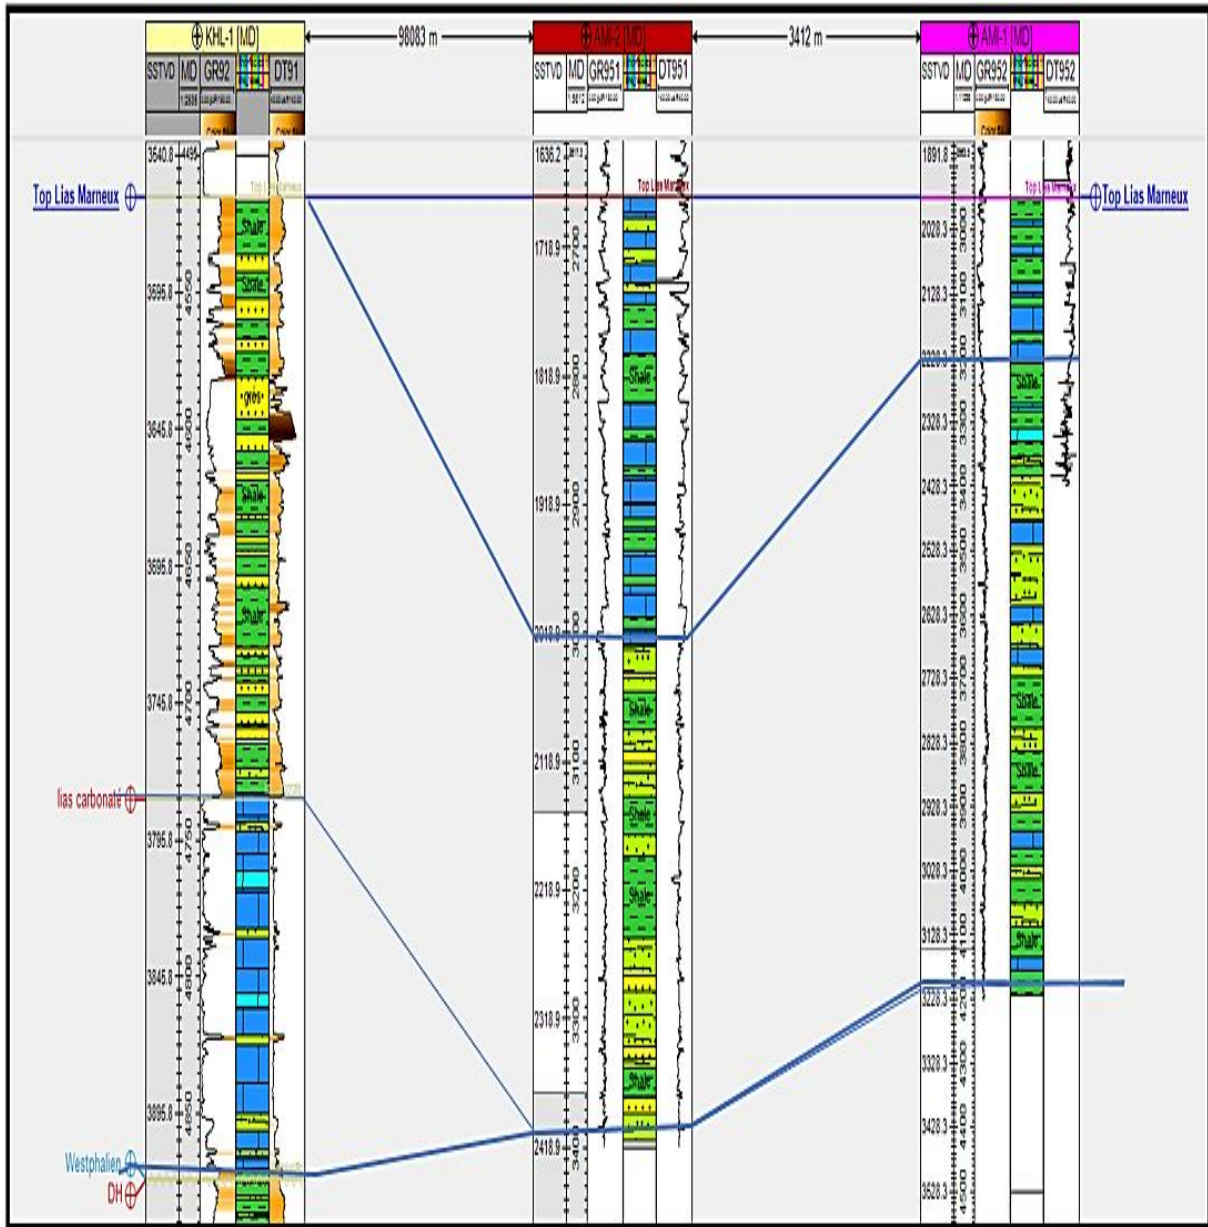 KHL-1 [MD]
98083 m
AMI-2 [MD]
3412 m
AMI-1 [MD]
SSTVD MD GR92 DT91
SSTVD MD GR951 DT951
SSTVD MD GR952 DT952
Color fill
Top Lias Marneux
Top Lias Marneux
Top Lias Marneux
Top Lias Marneux
lias carbonaté
Westphalien
DH
3540.8
3595.8
3645.8
3695.8
3745.8
3795.8
3845.8
3895.8
4495
4550
4600
4650
4700
4750
4800
4850
Shale
Shale
grès
Shale
Shale
1636.2
1718.9
1818.9
1918.9
2018.9
2118.9
2218.9
2318.9
2418.9
2700
2800
2900
3000
3100
3200
3300
3400
Shale
Shale
Shale
Shale
Shale
1891.8
2028.3
2128.3
2228.3
2328.3
2428.3
2528.3
2628.3
2728.3
2828.3
2928.3
3028.3
3128.3
3228.3
3328.3
3428.3
3528.3
3000
3100
3200
3300
3400
3500
3600
3700
3800
3900
4000
4100
4200
4300
4400
4500
Shale
Shale
Shale
Shale